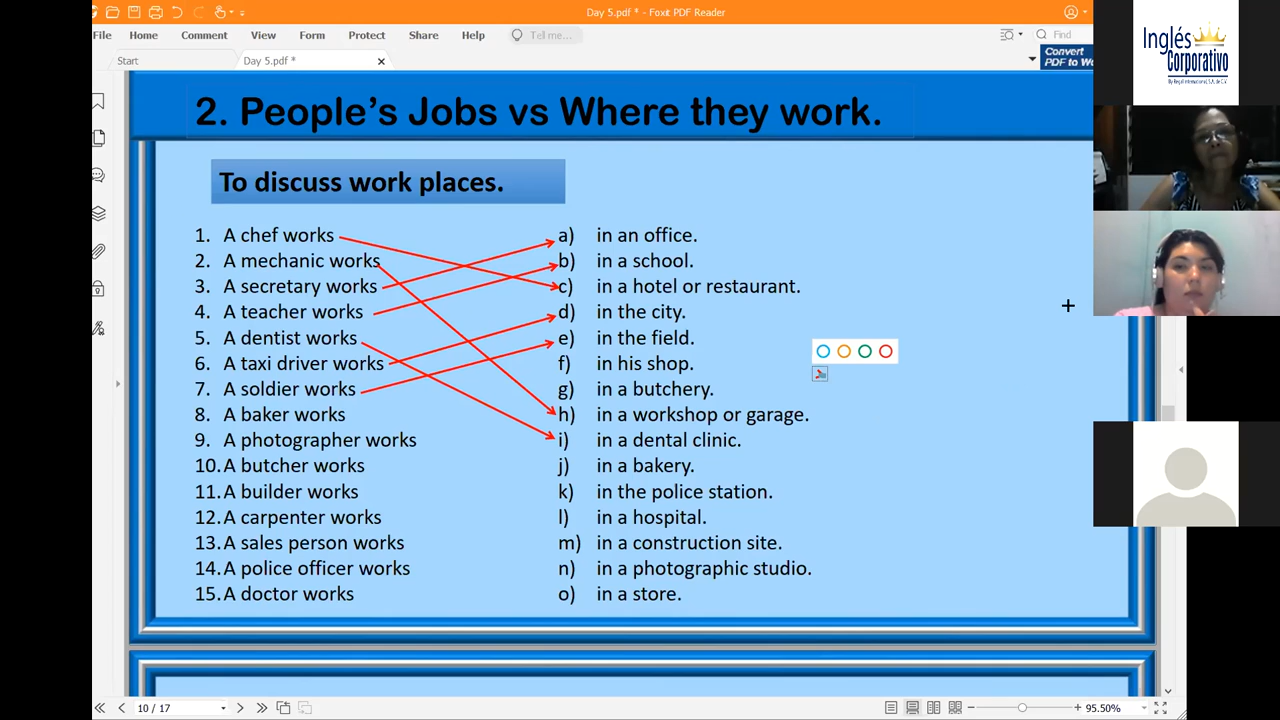 Day 5.pdf * - Foxit PDF Reader
File Home Comment View Form Protect Share Help Tell me... Find
Start Day 5.pdf *
Convert
PDF to Wo
2. People's Jobs vs Where they work.
To discuss work places.
1. A chef works a) in an office.
2. A mechanic works b) in a school.
3. A secretary works c) in a hotel or restaurant.
4. A teacher works d) in the city.
5. A dentist works e) in the field.
6. A taxi driver works f) in his shop.
7. A soldier works g) in a butchery.
8. A baker works h) in a workshop or garage.
9. A photographer works i) in a dental clinic.
10. A butcher works j) in a bakery.
11. A builder works k) in the police station.
12. A carpenter works l) in a hospital.
13. A sales person works m) in a construction site.
14. A police officer works n) in a photographic studio.
15. A doctor works o) in a store.
10 / 17 95.50%
Inglés
Corporativo